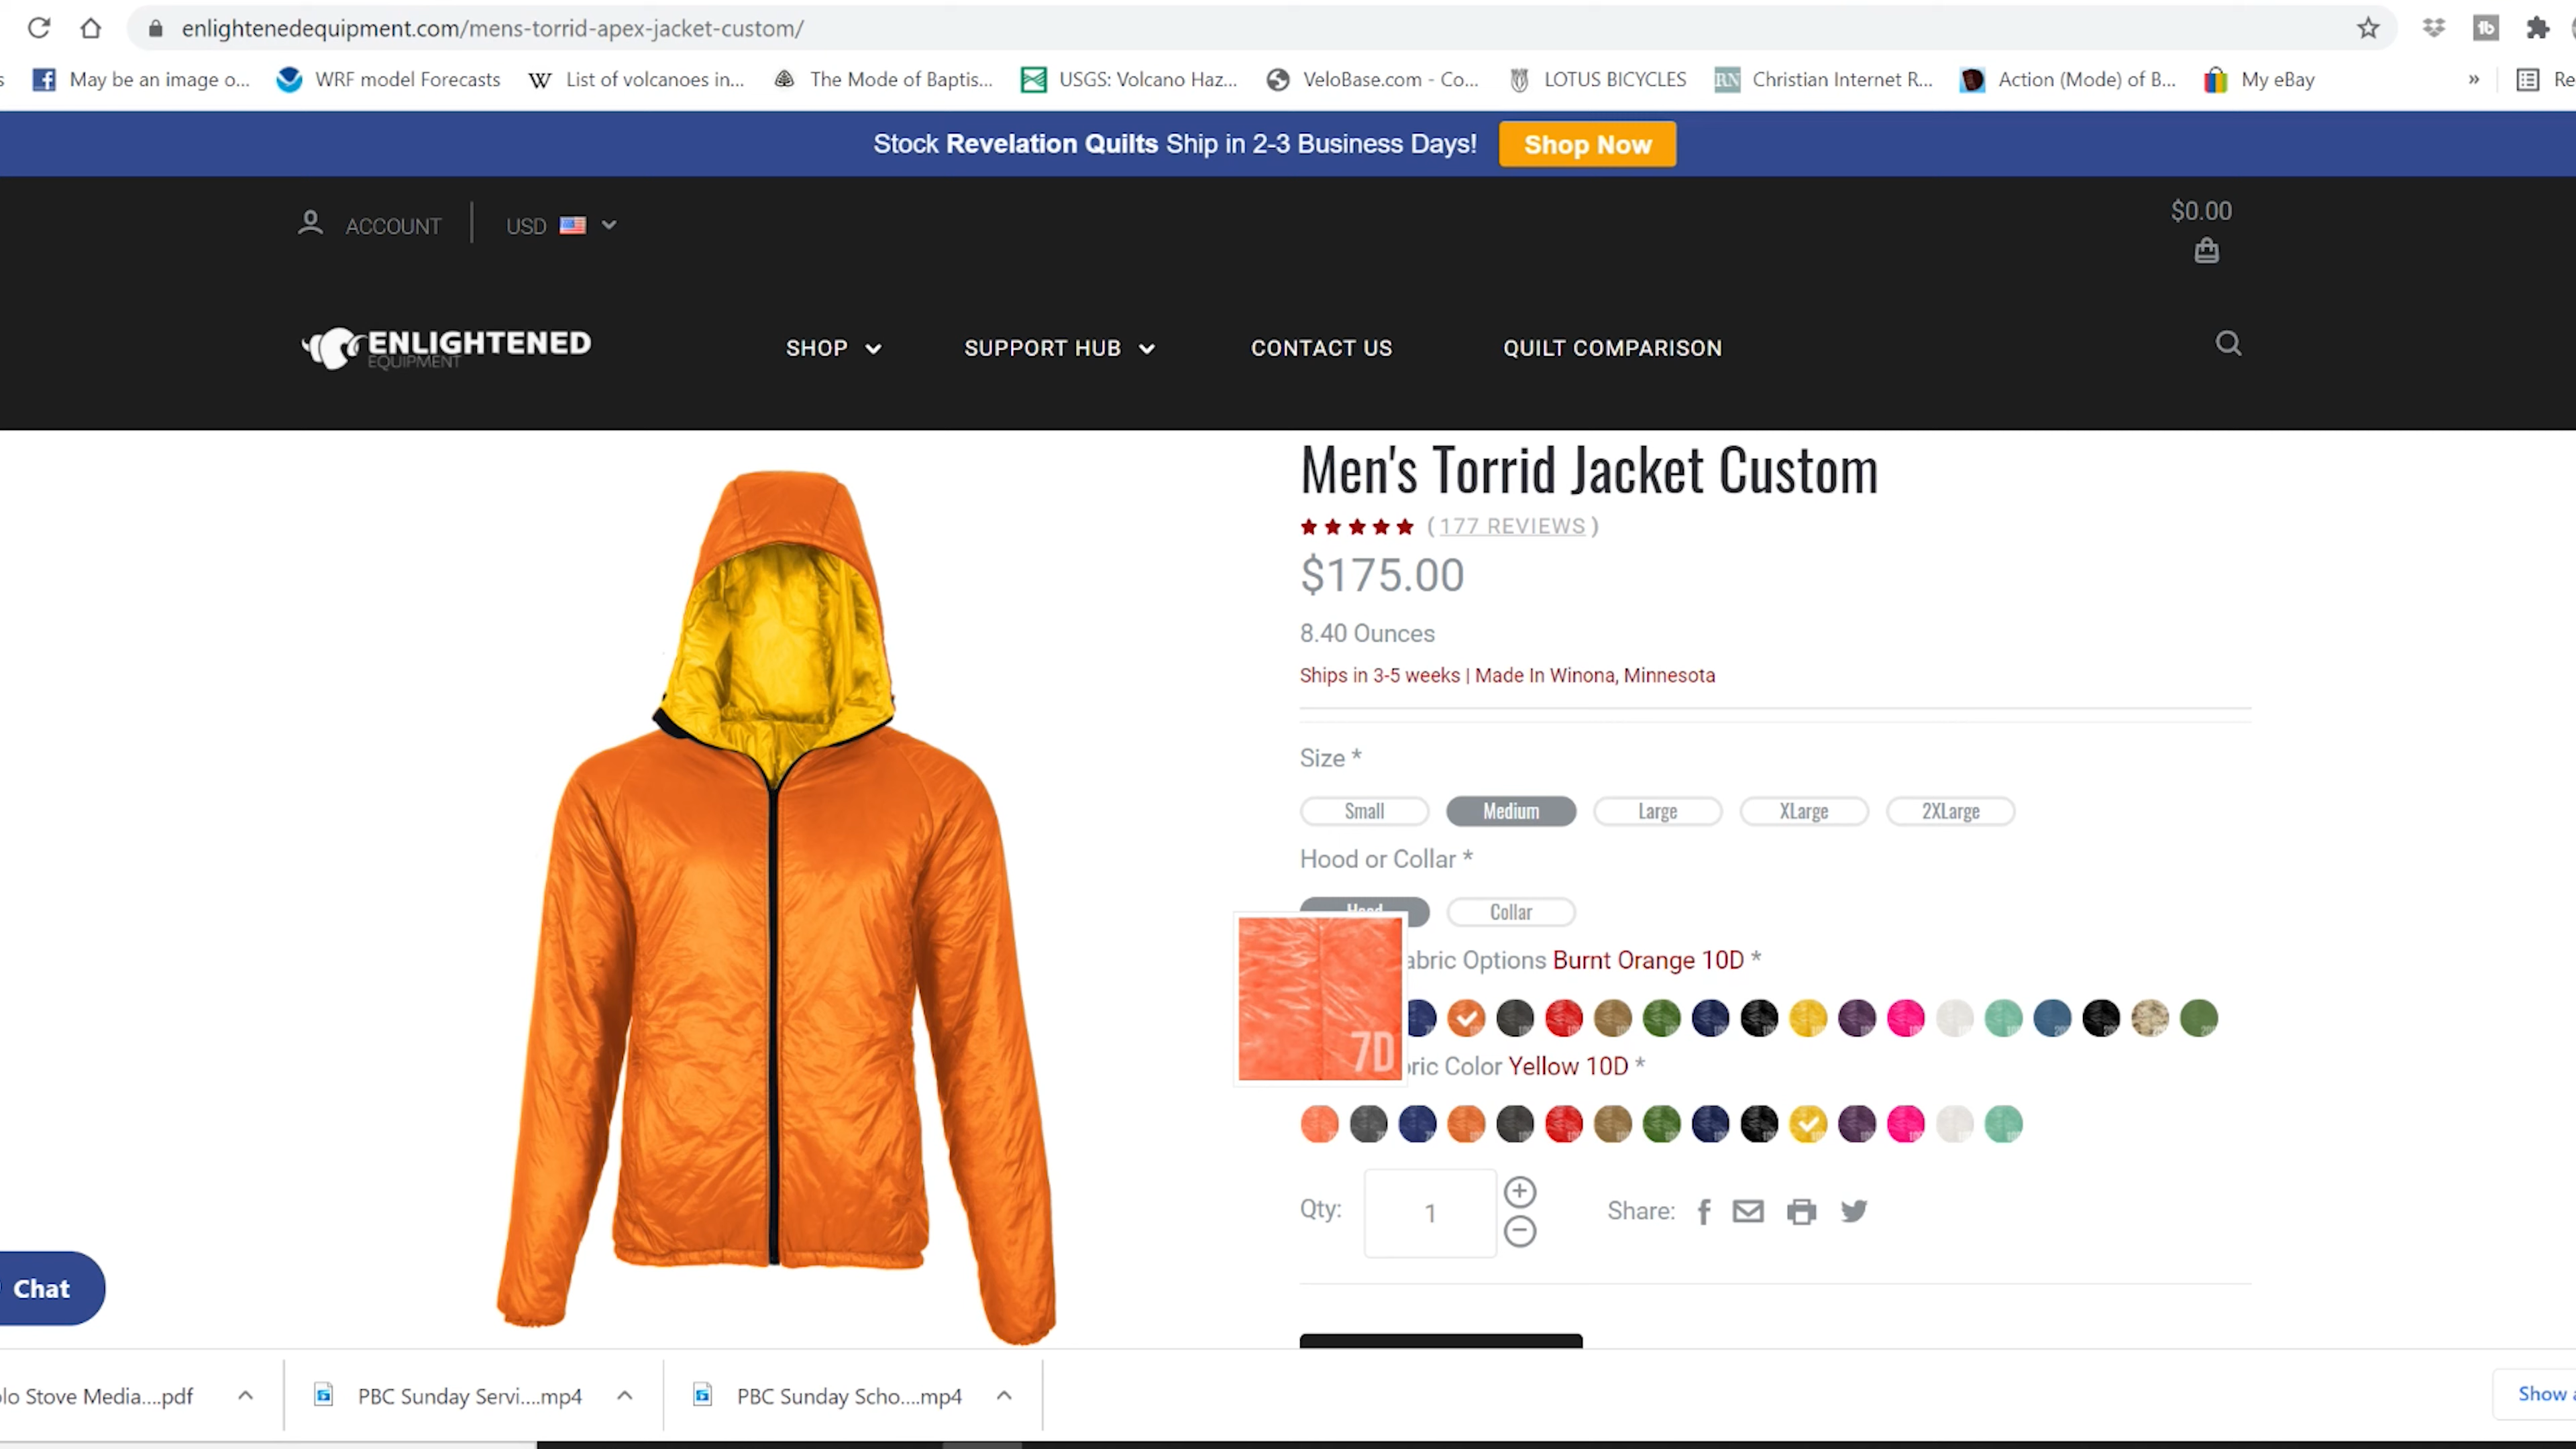 enlightenedequipment.com/mens-torrid-apex-jacket-custom/
May be an image o... WRF model Forecasts List of volcanoes in... The Mode of Baptis... USGS: Volcano Haz... VeloBase.com - Co... LOTUS BICYCLES RN Christian Internet R... Action (Mode) of B... My eBay » Re
Stock Revelation Quilts Ship in 2-3 Business Days! Shop Now
$0.00
ACCOUNT USD
ENLIGHTENED
EQUIPMENT
SHOP SUPPORT HUB CONTACT US QUILT COMPARISON
Men's Torrid Jacket Custom
( 177 REVIEWS )
$175.00
8.40 Ounces
Ships in 3-5 weeks | Made In Winona, Minnesota
Size *
Small Medium Large XLarge 2XLarge
Hood or Collar *
Hood Collar
abric Options Burnt Orange 10D *
7D
ric Color Yellow 10D *
Qty: 1 Share:
Chat
olo Stove Media....pdf PBC Sunday Servi....mp4 PBC Sunday Scho....mp4 Show